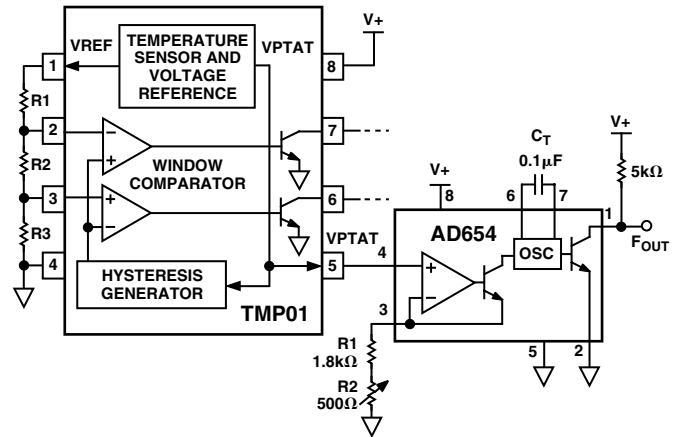 VREF
TEMPERATURE
SENSOR AND
VOLTAGE
REFERENCE
VPTAT
V+
1
8
R1
2
7
R2
WINDOW
COMPARATOR
3
6
R3
4
VPTAT
5
HYSTERESIS
GENERATOR
TMP01
V+
8
CT
0.1μF
6
7
V+
5kΩ
1
FOUT
AD654
OSC
4
3
R1
1.8kΩ
R2
500Ω
5
2